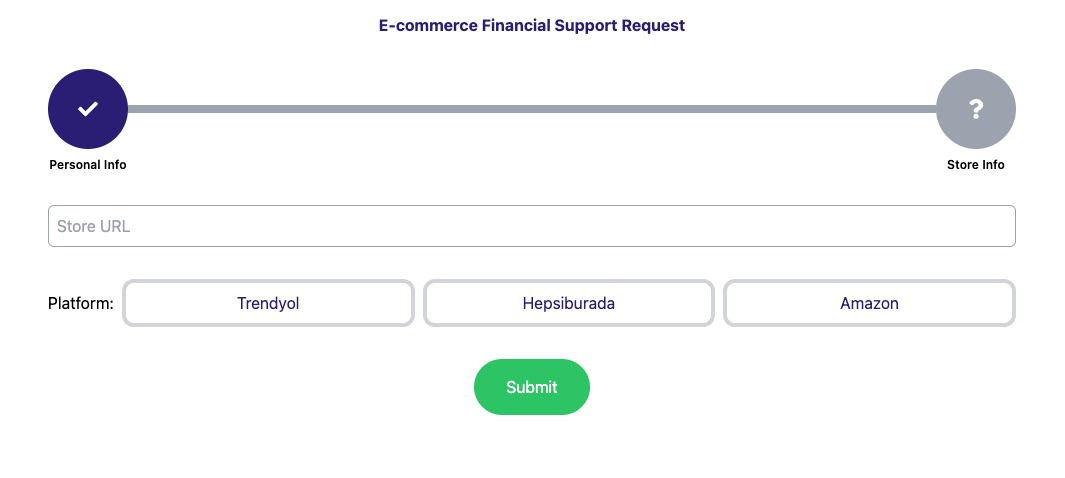 E-commerce Financial Support Request
?
Personal Info
Store Info
Store URL
Platform: Trendyol Hepsiburada Amazon
Submit